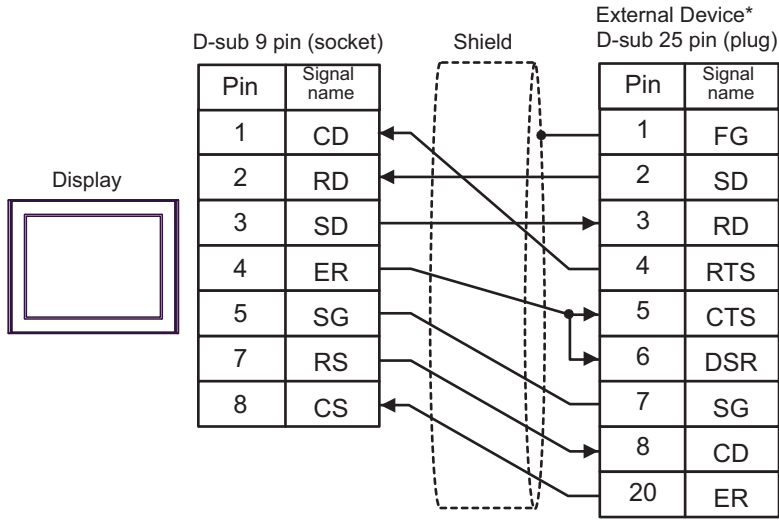 External Device*
D-sub 9 pin (socket) Shield D-sub 25 pin (plug)
Pin Signal name Pin Signal name
1 CD 1 FG
Display
2 RD 2 SD
3 SD 3 RD
4 ER 4 RTS
5 SG 5 CTS
7 RS 6 DSR
8 CS 7 SG
8 CD
20 ER